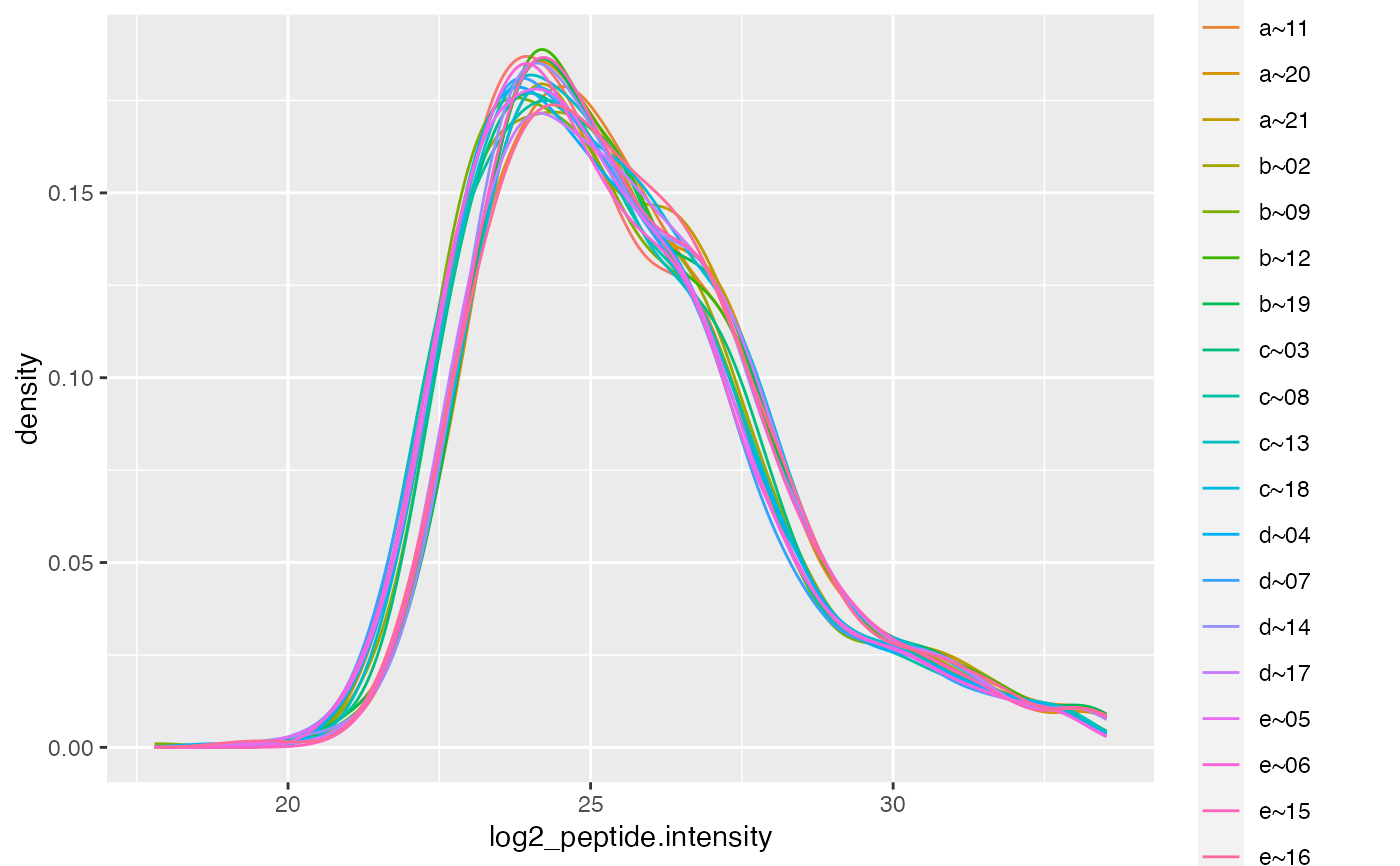 density
0.15
0.10
0.05
0.00
20 25 30
log2_peptide.intensity
a~11
a~20
a~21
b~02
b~09
b~12
b~19
c~03
c~08
c~13
c~18
d~04
d~07
d~14
d~17
e~05
e~06
e~15
e~16